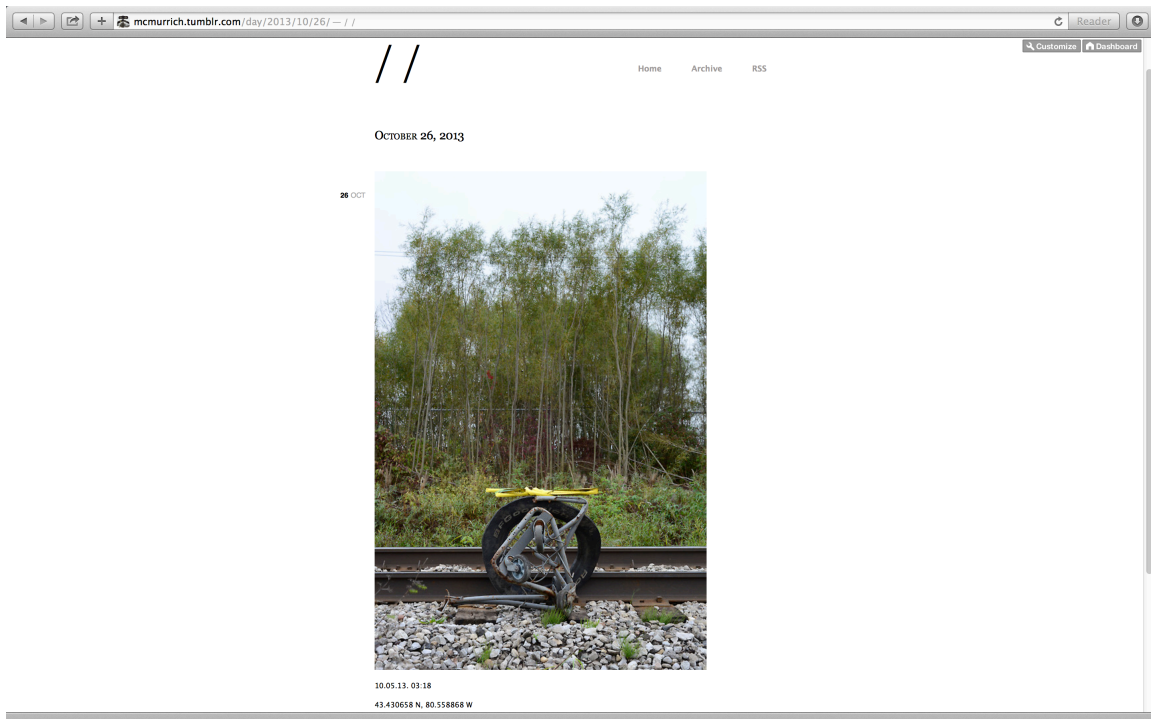 mcmurrich.tumblr.com/day/2013/10/26/ — / /
Reader
Customize
Dashboard
/ /
Home
Archive
RSS
October 26, 2013
26 OCT
10.05.13. 03:18
43.430658 N, 80.558868 W